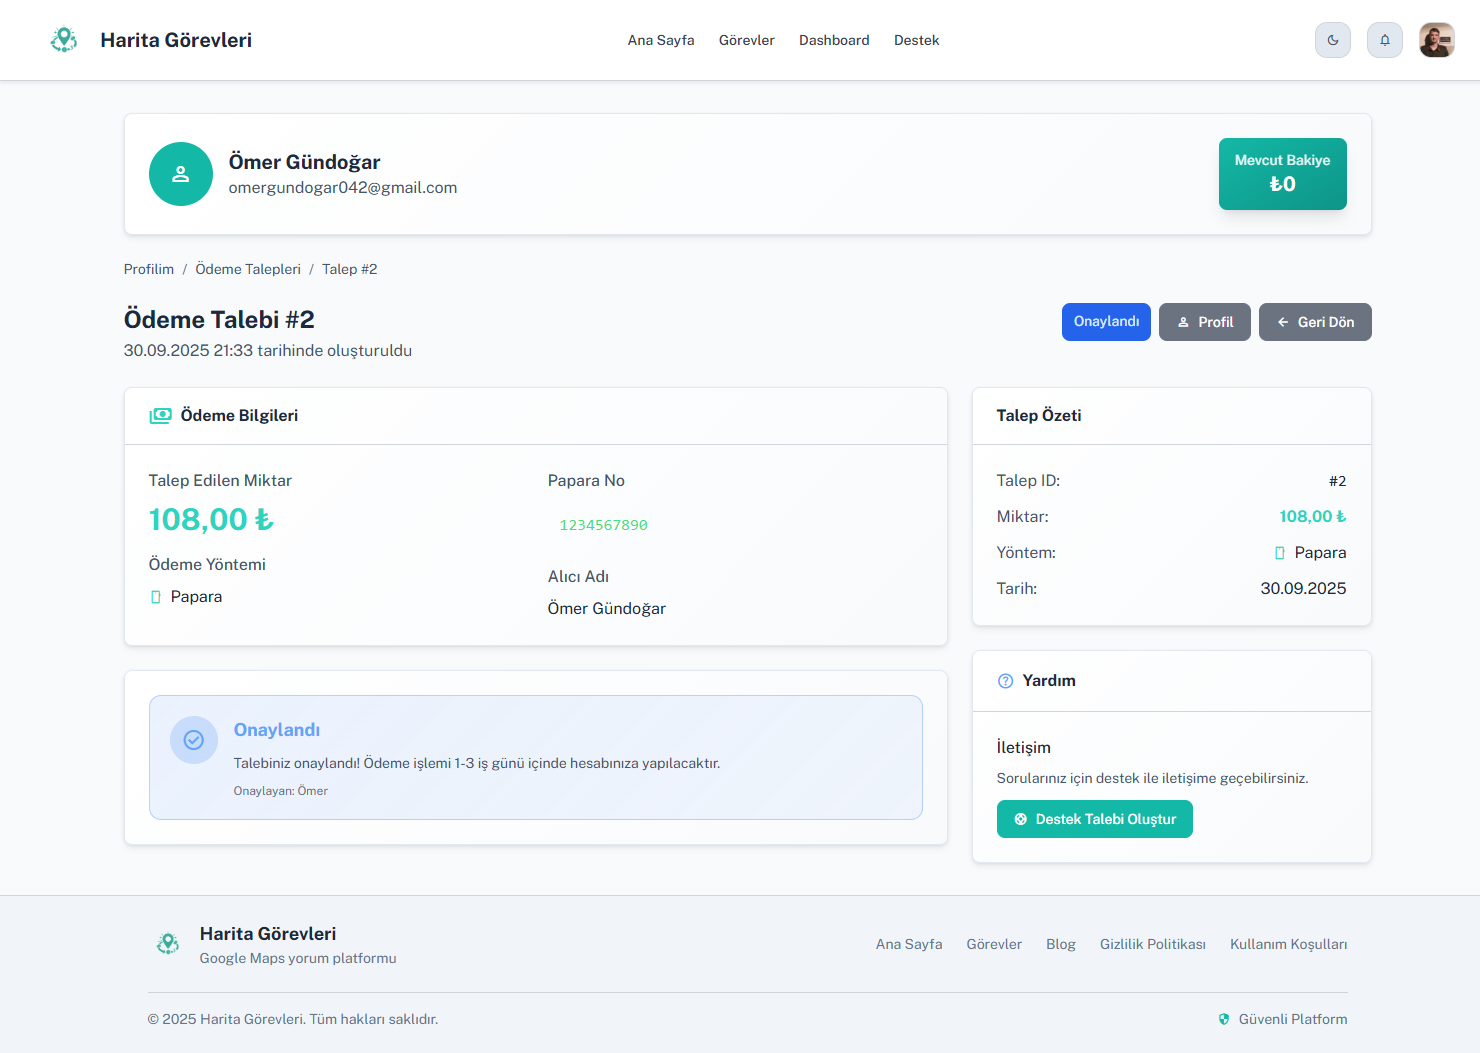 Harita Görevleri
Ana Sayfa Görevler Dashboard Destek
Ömer Gündoğar
omergundogar042@gmail.com
Mevcut Bakiye
₺0
Profilim / Ödeme Talepleri / Talep #2
Ödeme Talebi #2
30.09.2025 21:33 tarihinde oluşturuldu
Onaylandı
Profil
Geri Dön
Ödeme Bilgileri
Talep Edilen Miktar
108,00 ₺
Ödeme Yöntemi
Papara
Papara No
1234567890
Alıcı Adı
Ömer Gündoğar
Onaylandı
Talebiniz onaylandı! Ödeme işlemi 1-3 iş günü içinde hesabınıza yapılacaktır.
Onaylayan: Ömer
Talep Özeti
Talep ID: #2
Miktar: 108,00 ₺
Yöntem: Papara
Tarih: 30.09.2025
Yardım
İletişim
Sorularınız için destek ile iletişime geçebilirsiniz.
Destek Talebi Oluştur
Harita Görevleri
Google Maps yorum platformu
Ana Sayfa Görevler Blog Gizlilik Politikası Kullanım Koşulları
© 2025 Harita Görevleri. Tüm hakları saklıdır.
Güvenli Platform